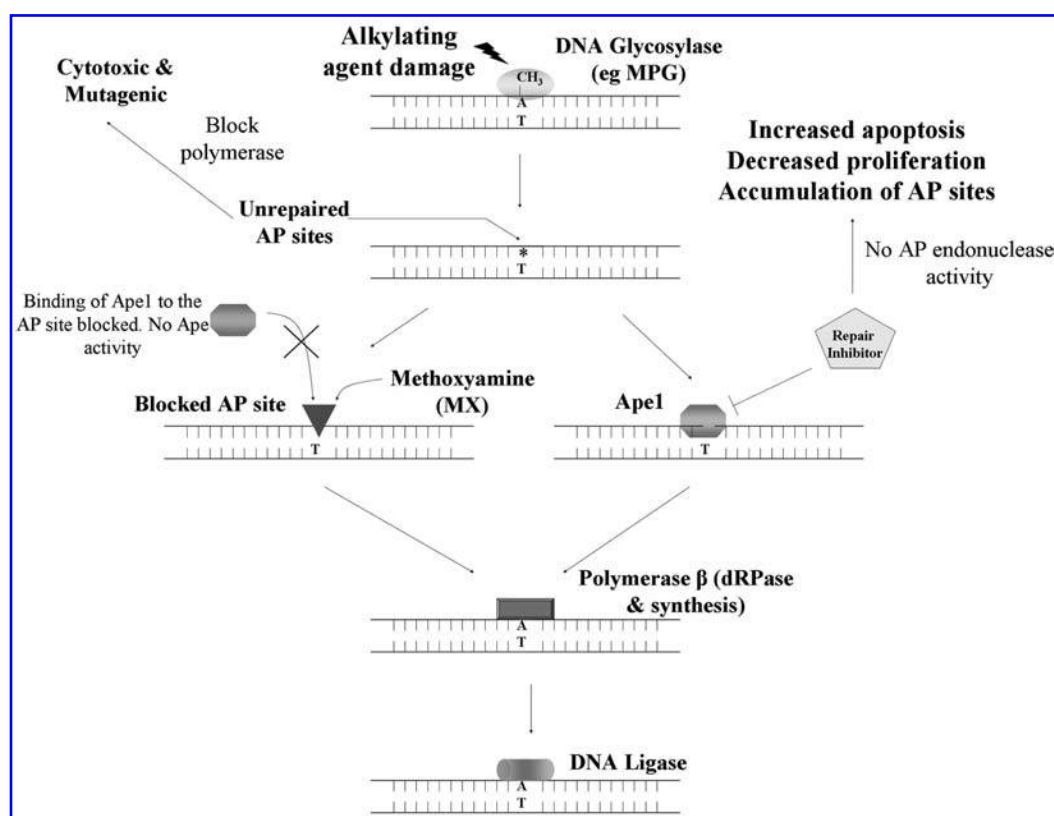 Alkylating
agent damage
DNA Glycosylase
(eg MPG)
CH3
A
T
Cytotoxic &
Mutagenic
Block
polymerase
Increased apoptosis
Decreased proliferation
Accumulation of AP sites
Unrepaired
AP sites
*
T
No AP endonuclease
activity
Binding of Ape1 to the
AP site blocked. No Ape
activity
Repair
Inhibitor
Methoxyamine
(MX)
Blocked AP site
T
Ape1
T
Polymerase β (dRPase
& synthesis)
A
T
DNA Ligase
A
T